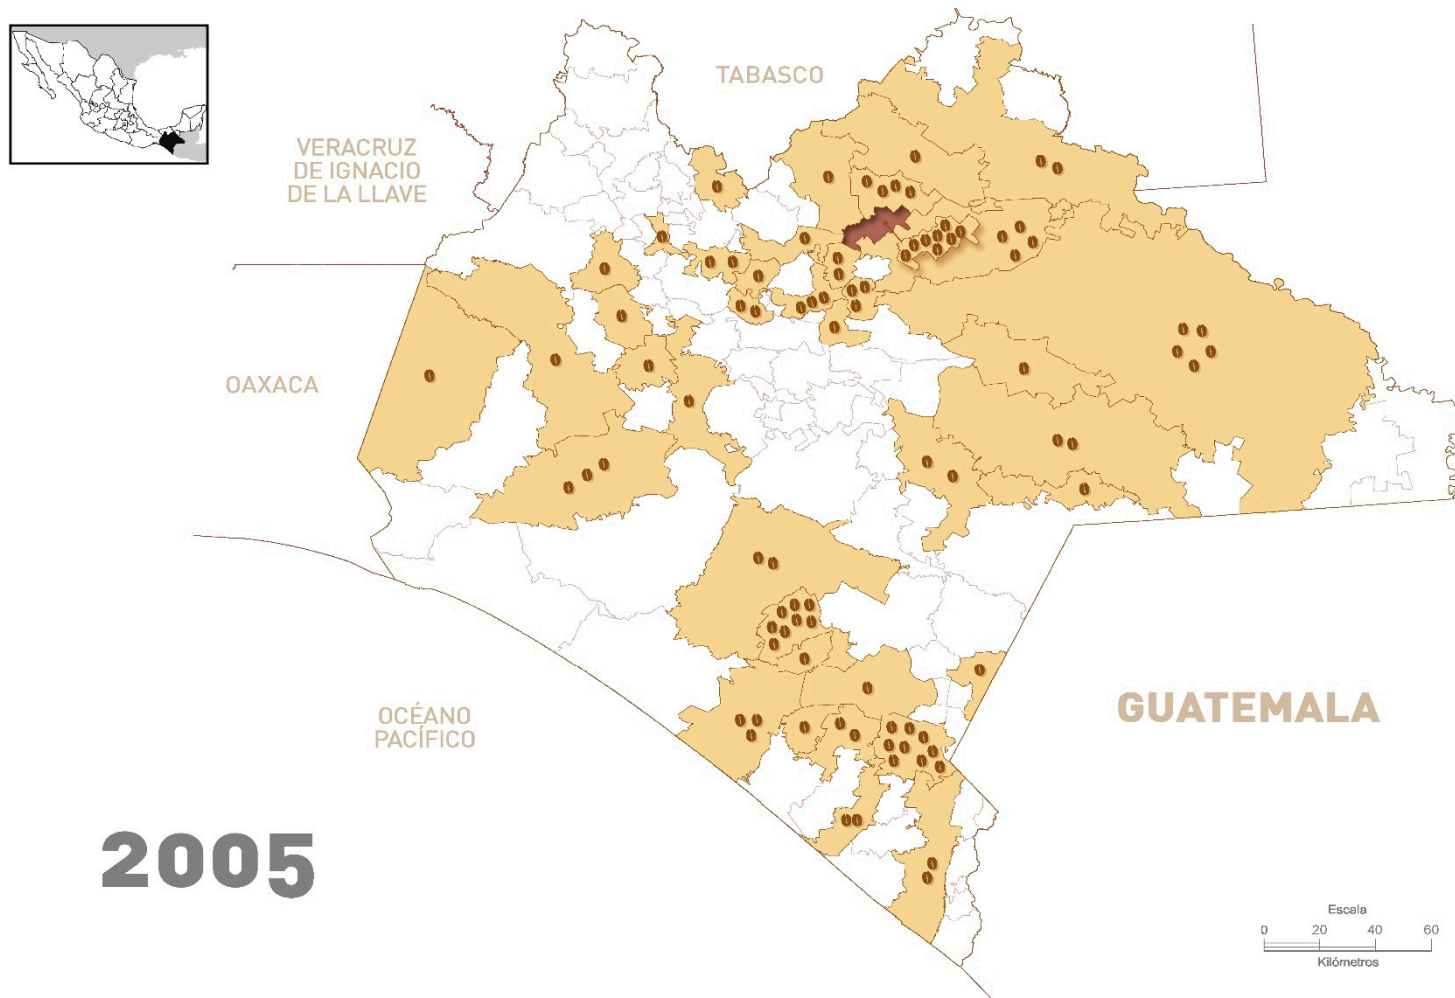 TABASCO
VERACRUZ
DE IGNACIO
DE LA LLAVE
OAXACA
GUATEMALA
OCÉANO
PACÍFICO
2005
Escala
0 20 40 60
Kilómetros